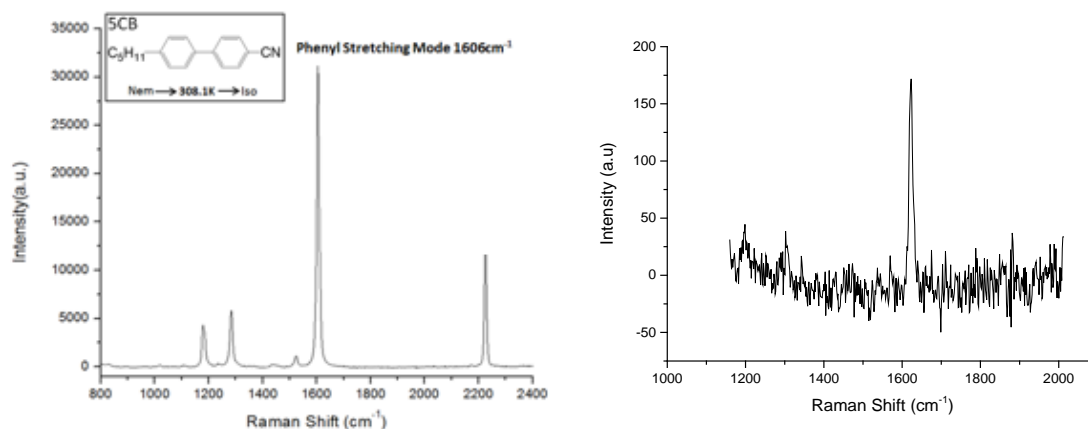 5CB
C₅H₁₁
CN
Nem→308.1K→Iso
Phenyl Stretching Mode 1606cm⁻¹
35000
30000
25000
20000
15000
10000
5000
0
Intensity(a.u.)
800 1000 1200 1400 1600 1800 2000 2200 2400
Raman Shift (cm⁻¹)
200
150
100
50
0
-50
Intensity (a.u)
1000 1200 1400 1600 1800 2000
Raman Shift (cm⁻¹)